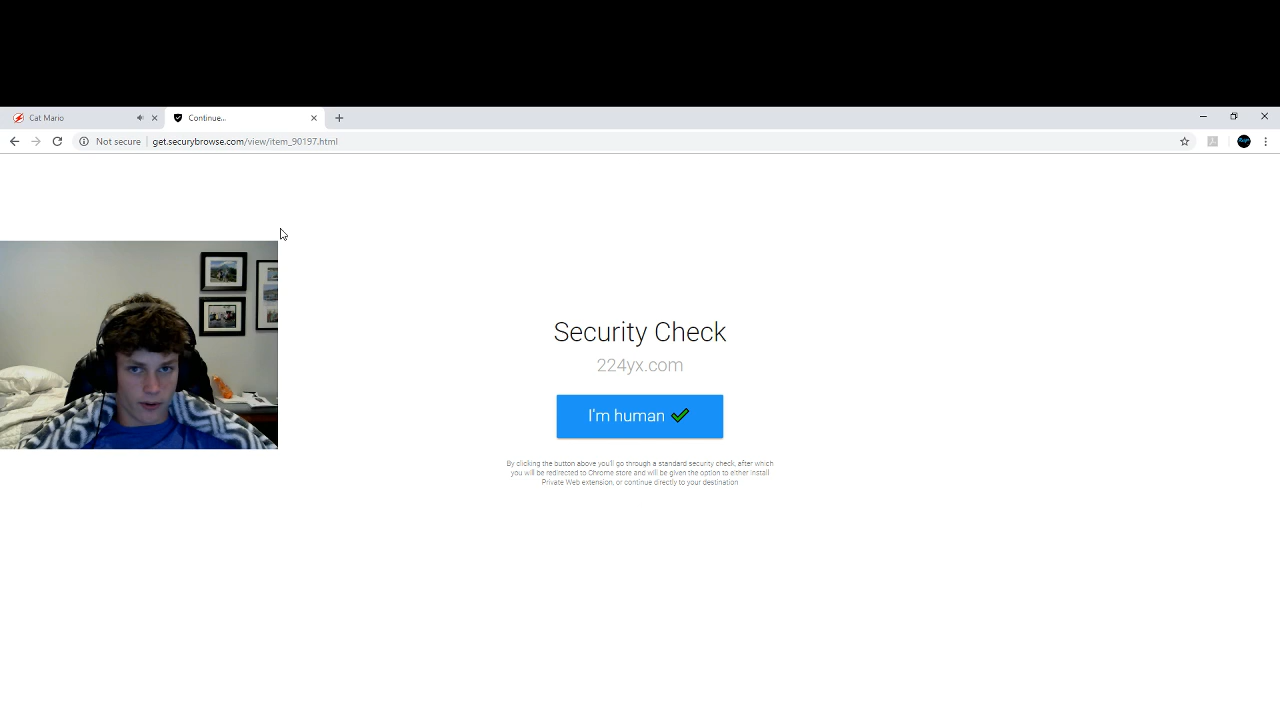 Cat Mario
Continue...
Not secure
get.securybrowse.com/view/item_90197.html
Security Check
224yx.com
I'm human
By clicking the button above you'll go through a standard security check, after which
you will be redirected to Chrome store and will be given the option to either install
Private Web extension, or continue directly to your destination